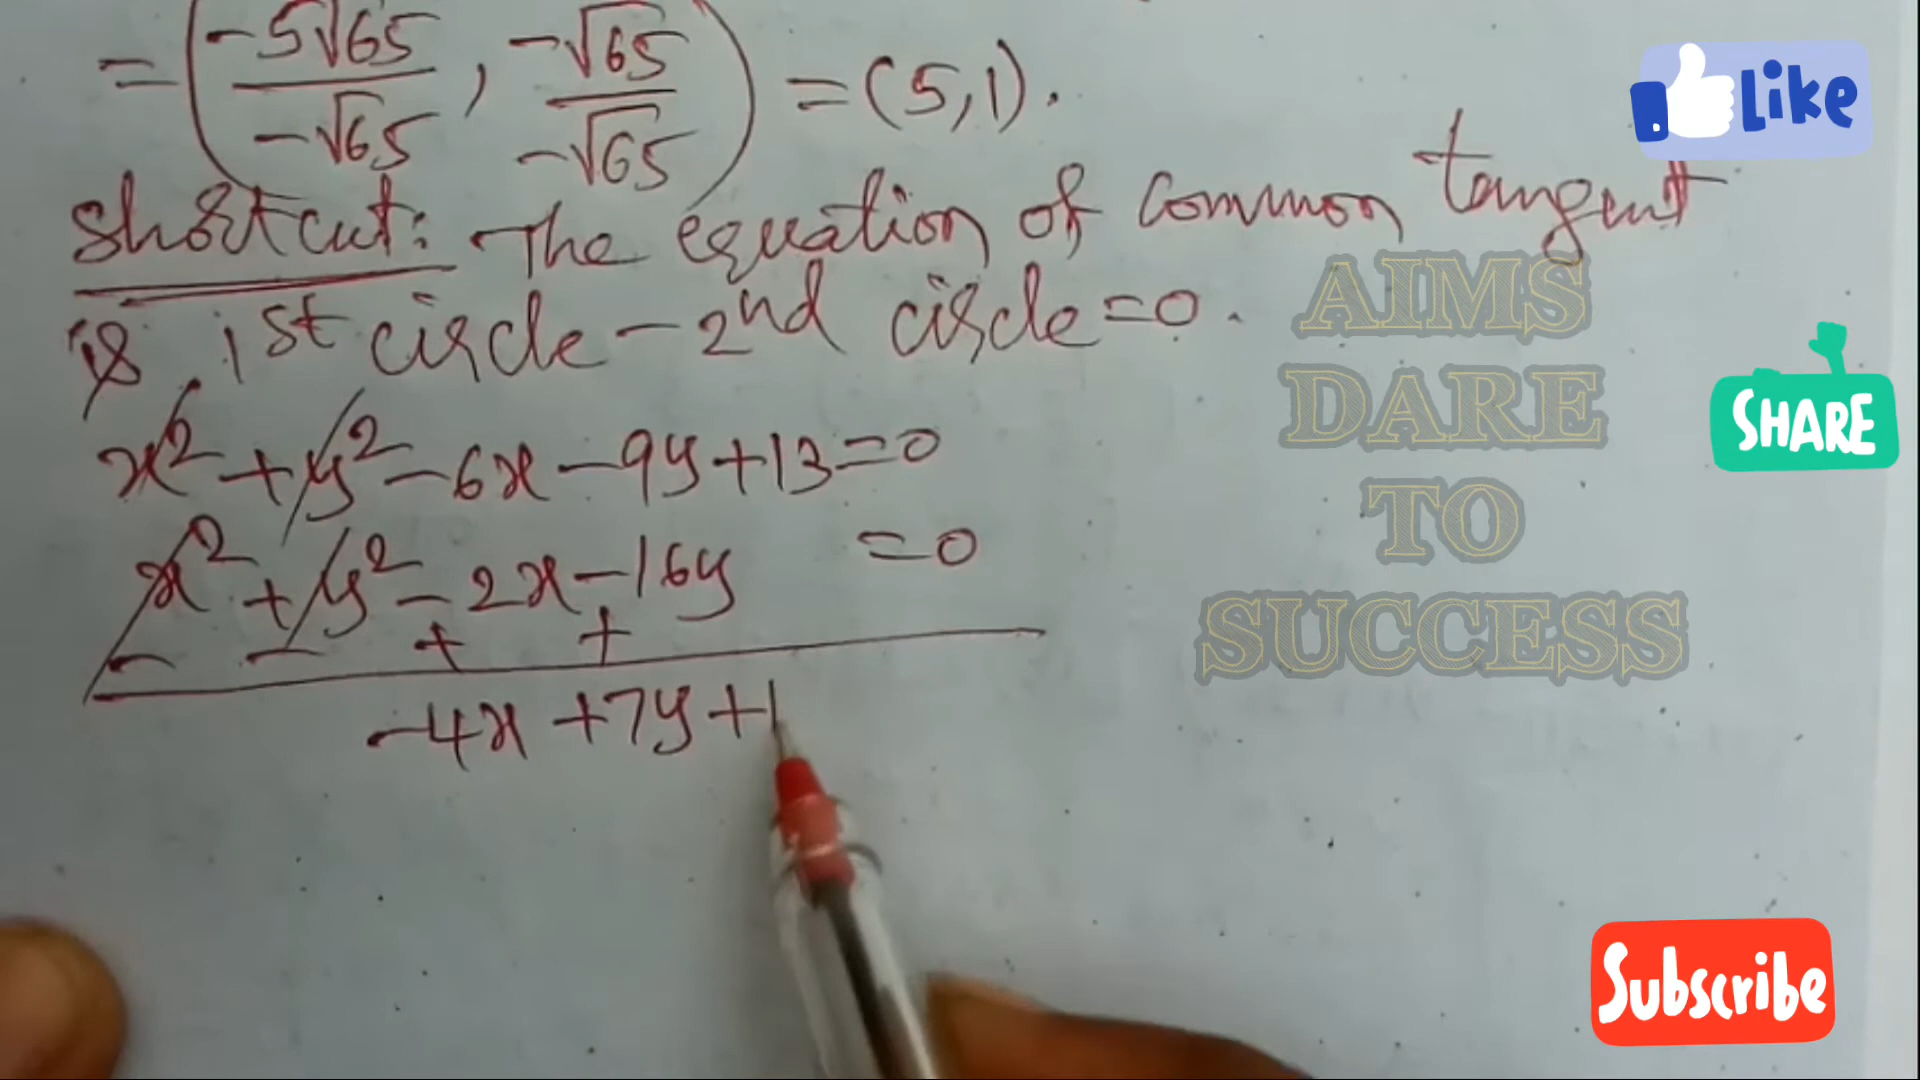 = (-5√65/-√65, -√65/-√65) = (5,1).
Shortcut: The equation of common tangent
is 1st circle - 2nd circle = 0.
x² + y² - 6x - 9y + 13 = 0
x² + y² - 2x - 16y = 0
- - + +
-4x + 7y + 1
Like
AIMS
DARE
TO
SUCCESS
SHARE
Subscribe